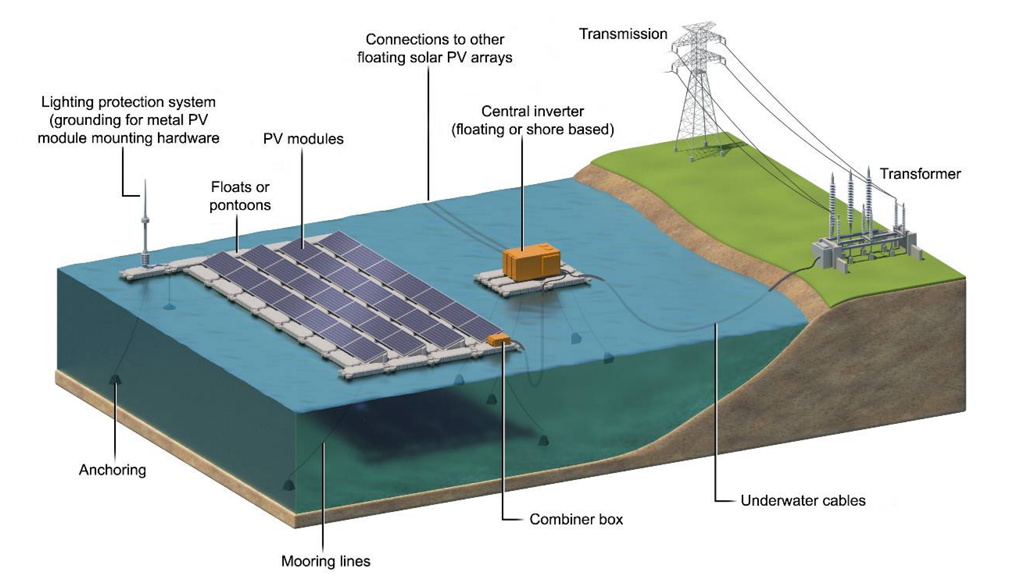 Transmission
Connections to other
floating solar PV arrays
Lighting protection system
(grounding for metal PV
module mounting hardware
Central inverter
(floating or shore based)
PV modules
Transformer
Floats or
pontoons
Anchoring
Underwater cables
Combiner box
Mooring lines